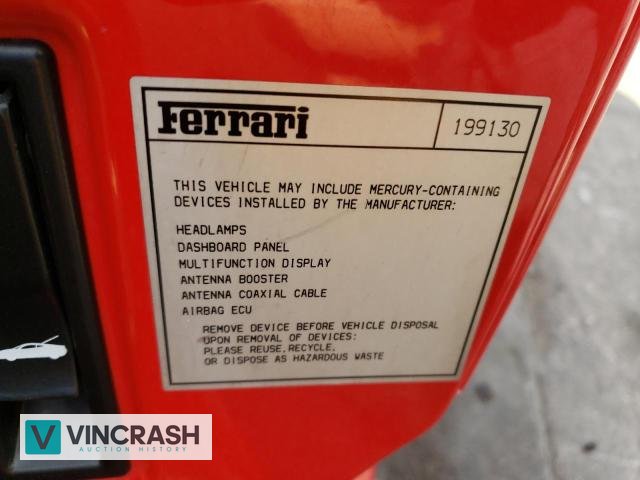 Ferrari 199130
THIS VEHICLE MAY INCLUDE MERCURY-CONTAINING
DEVICES INSTALLED BY THE MANUFACTURER:
HEADLAMPS
DASHBOARD PANEL
MULTIFUNCTION DISPLAY
ANTENNA BOOSTER
ANTENNA COAXIAL CABLE
AIRBAG ECU
REMOVE DEVICE BEFORE VEHICLE DISPOSAL
UPON REMOVAL OF DEVICES:
PLEASE REUSE,RECYCLE,
OR DISPOSE AS HAZARDOUS WASTE
V VINCRASH
AUCTION HISTORY